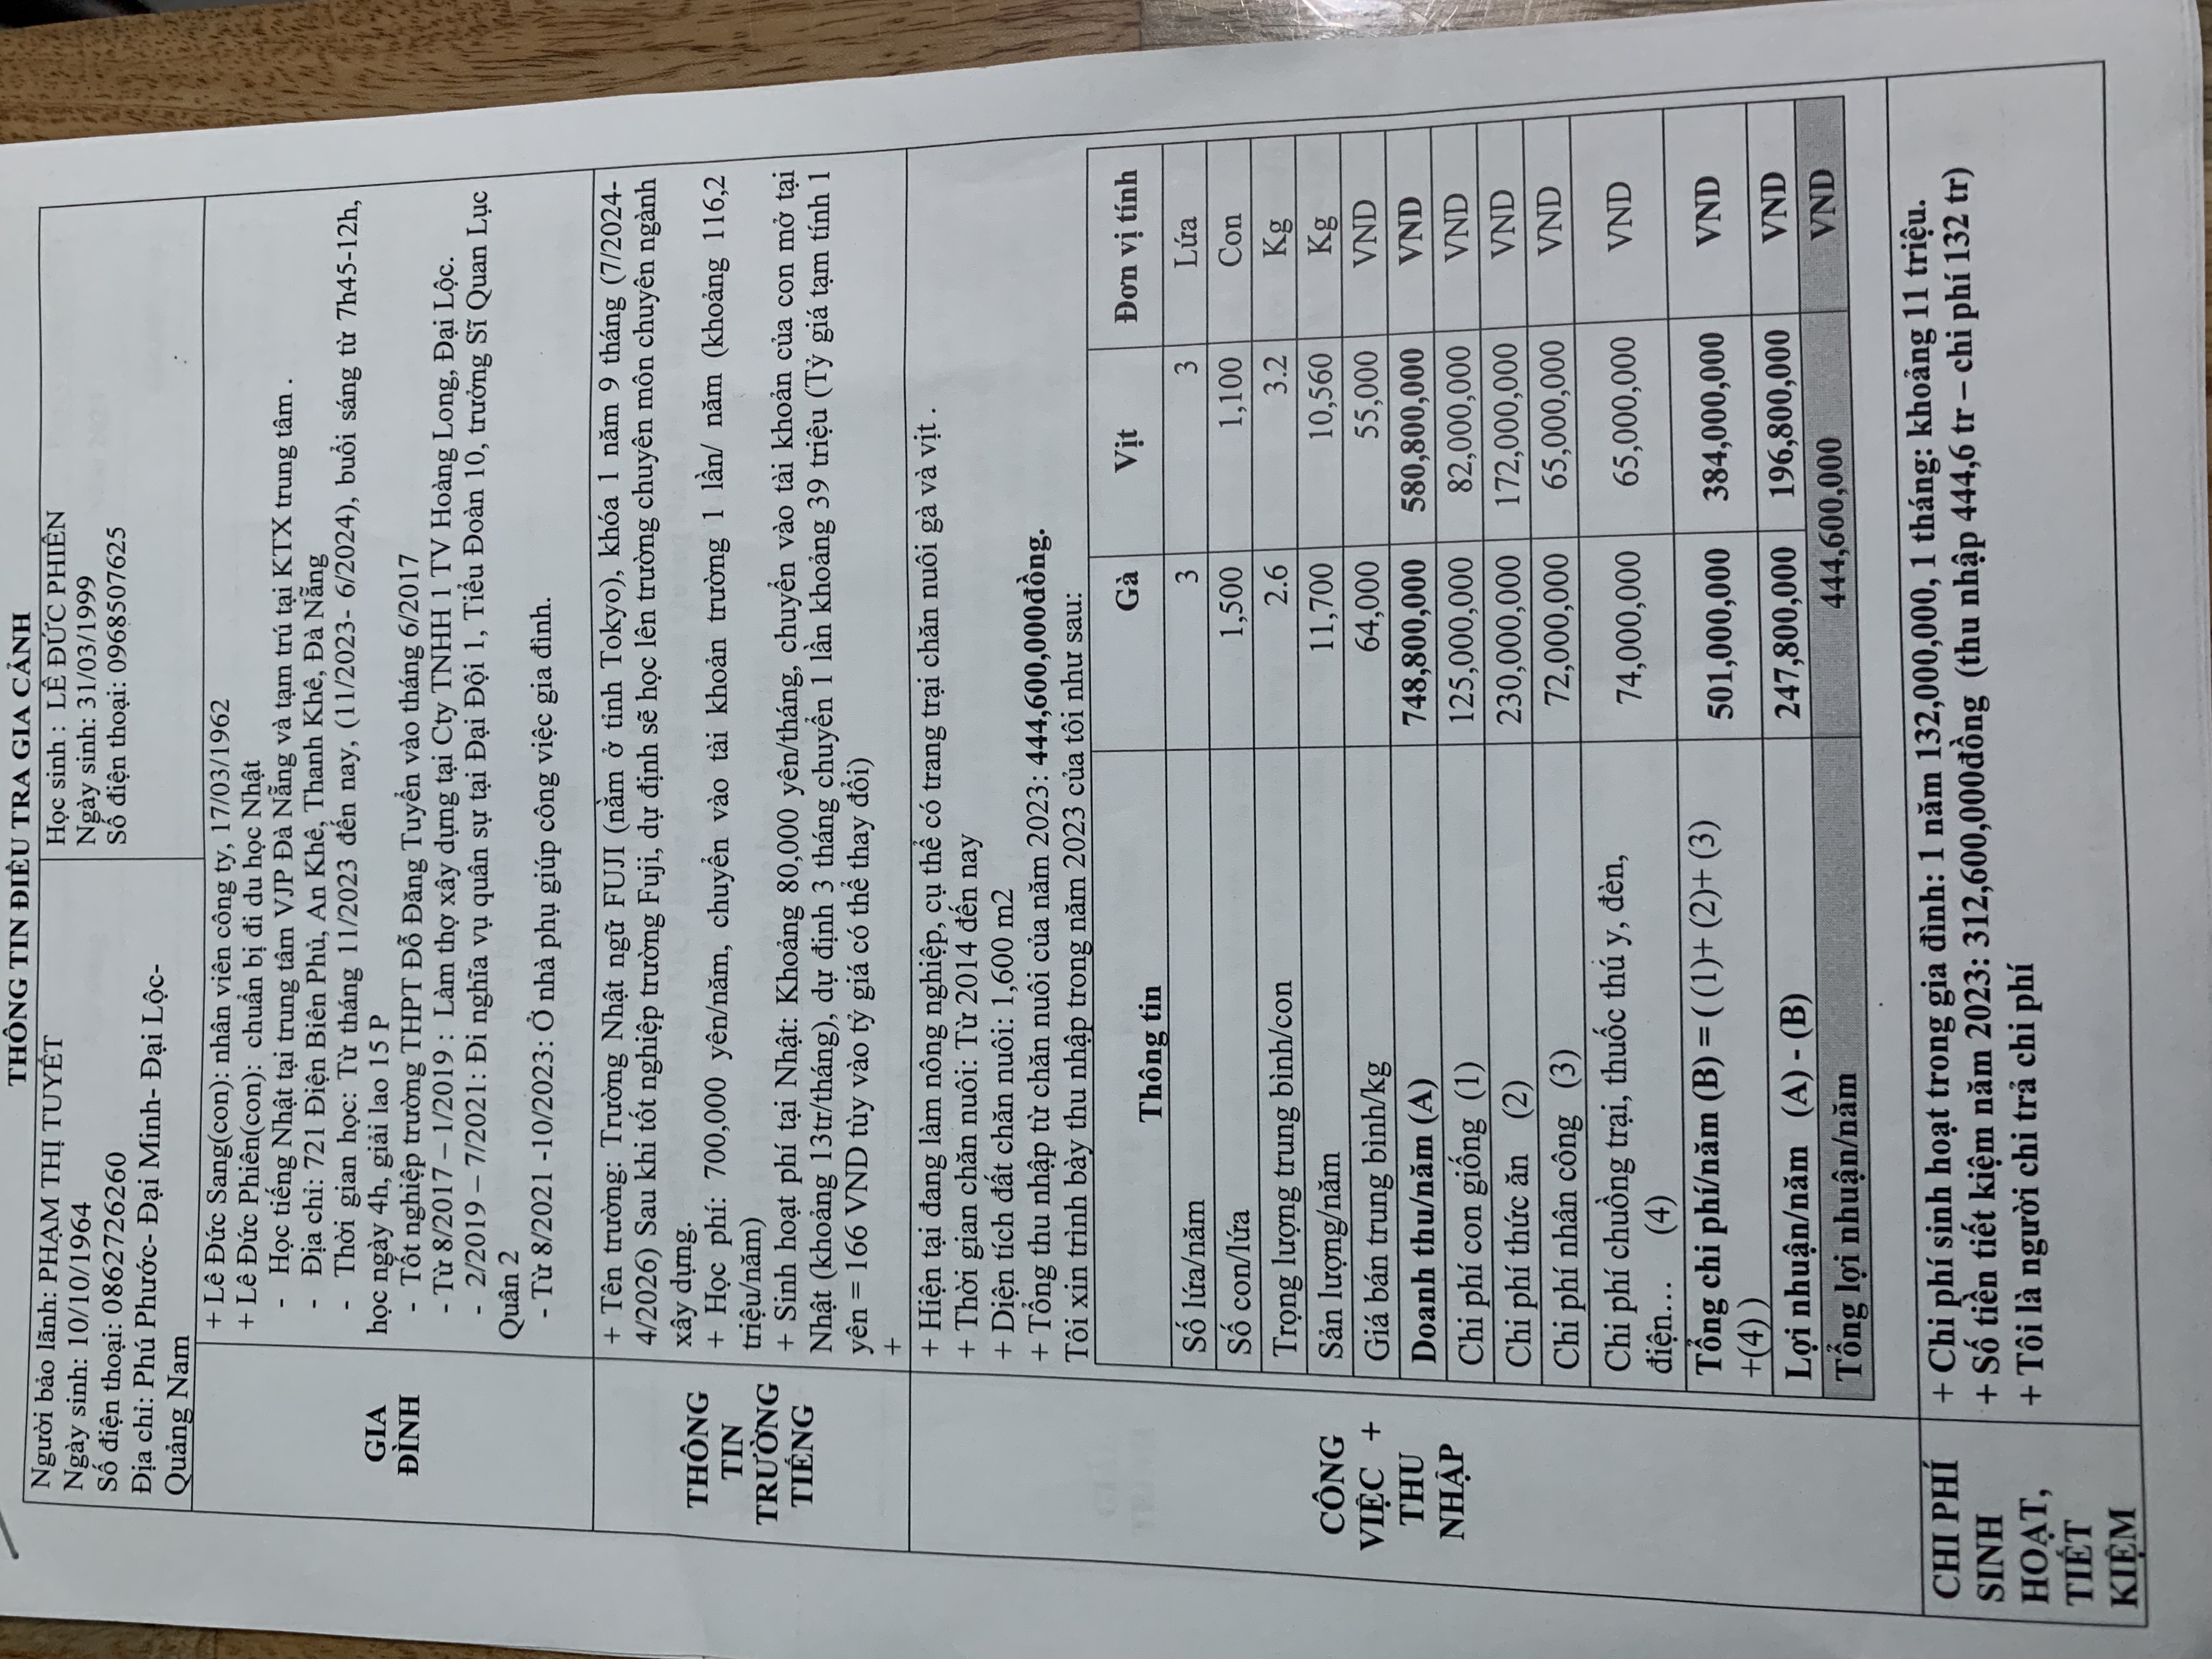 THÔNG TIN ĐIỀU TRA GIA CẢNH
Người bảo lãnh: PHẠM THỊ TUYẾT
Ngày sinh: 10/10/1964
Số điện thoại: 0862726260
Địa chỉ: Phú Phước- Đại Minh- Đại Lộc-
Quảng Nam
Học sinh : LÊ ĐỨC PHIÊN
Ngày sinh: 31/03/1999
Số điện thoại: 0968507625
GIA
ĐÌNH
+ Lê Đức Sang(con): nhân viên công ty, 17/03/1962
+ Lê Đức Phiên(con): chuẩn bị đi du học Nhật
- Học tiếng Nhật tại trung tâm VJP Đà Nẵng và tạm trú tại KTX trung tâm .
- Địa chỉ: 721 Điện Biên Phủ, An Khê, Thanh Khê, Đà Nẵng
- Thời gian học: Từ tháng 11/2023 đến nay, (11/2023- 6/2024), buổi sáng từ 7h45-12h,
học ngày 4h, giải lao 15 P
- Tốt nghiệp trường THPT Đỗ Đăng Tuyển vào tháng 6/2017
- Từ 8/2017 – 1/2019 : Làm thợ xây dựng tại Cty TNHH 1 TV Hoàng Long, Đại Lộc.
- 2/2019 – 7/2021: Đi nghĩa vụ quân sự tại Đại Đội 1, Tiểu Đoàn 10, trưởng Sĩ Quan Lục
Quân 2
- Từ 8/2021 -10/2023: Ở nhà phụ giúp công việc gia đình.
THÔNG
TIN
TRƯỜNG
TIẾNG
+ Tên trường: Trường Nhật ngữ FUJI (nằm ở tỉnh Tokyo), khóa 1 năm 9 tháng (7/2024-
4/2026) Sau khi tốt nghiệp trường Fuji, dự định sẽ học lên trường chuyên môn chuyên ngành
xây dựng.
+ Học phí: 700,000 yên/năm, chuyển vào tài khoản trường 1 lần/ năm (khoảng 116,2
triệu/năm)
+ Sinh hoạt phí tại Nhật: Khoảng 80,000 yên/tháng, chuyển vào tài khoản của con mở tại
Nhật (khoảng 13tr/tháng), dự định 3 tháng chuyển 1 lần khoảng 39 triệu (Tỷ giá tạm tính 1
yên = 166 VND tùy vào tỷ giá có thể thay đổi)
+
CÔNG
VIỆC +
THU
NHẬP
+ Hiện tại đang làm nông nghiệp, cụ thể có trang trại chăn nuôi gà và vịt .
+ Thời gian chăn nuôi: Từ 2014 đến nay
+ Diện tích đất chăn nuôi: 1,600 m2
+ Tổng thu nhập từ chăn nuôi của năm 2023: 444,600,000đồng.
Tôi xin trình bày thu nhập trong năm 2023 của tôi như sau:
Thông tin Gà Vịt Đơn vị tính
Số lứa/năm 3 3 Lứa
Số con/lứa 1,500 1,100 Con
Trọng lượng trung bình/con 2.6 3.2 Kg
Sản lượng/năm 11,700 10,560 Kg
Giá bán trung bình/kg 64,000 55,000 VND
Doanh thu/năm (A) 748,800,000 580,800,000 VND
Chi phí con giống (1) 125,000,000 82,000,000 VND
Chi phí thức ăn (2) 230,000,000 172,000,000 VND
Chi phí nhân công (3) 72,000,000 65,000,000 VND
Chi phí chuồng trại, thuốc thú y, đèn,
điện... (4) 74,000,000 65,000,000 VND
Tổng chi phí/năm (B) = ( (1)+ (2)+ (3)
+(4) ) 501,000,000 384,000,000 VND
Lợi nhuận/năm (A) - (B) 247,800,000 196,800,000 VND
Tổng lợi nhuận/năm 444,600,000 VND
CHI PHÍ
SINH
HOẠT,
TIẾT
KIỆM
+ Chi phí sinh hoạt trong gia đình: 1 năm 132,000,000, 1 tháng: khoảng 11 triệu.
+ Số tiền tiết kiệm năm 2023: 312,600,000đồng (thu nhập 444,6 tr – chi phí 132 tr)
+ Tôi là người chi trả chi phí